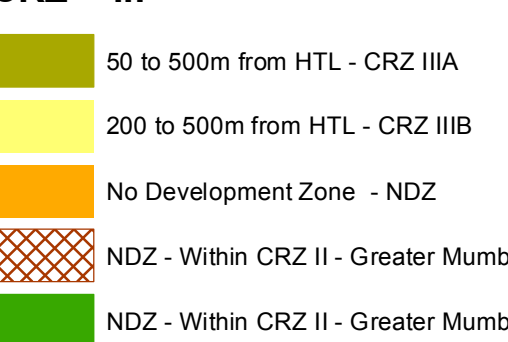 50 to 500m from HTL - CRZ IIIA
200 to 500m from HTL - CRZ IIIB
No Development Zone - NDZ
NDZ - Within CRZ II - Greater Mumb
NDZ - Within CRZ II - Greater Mumb